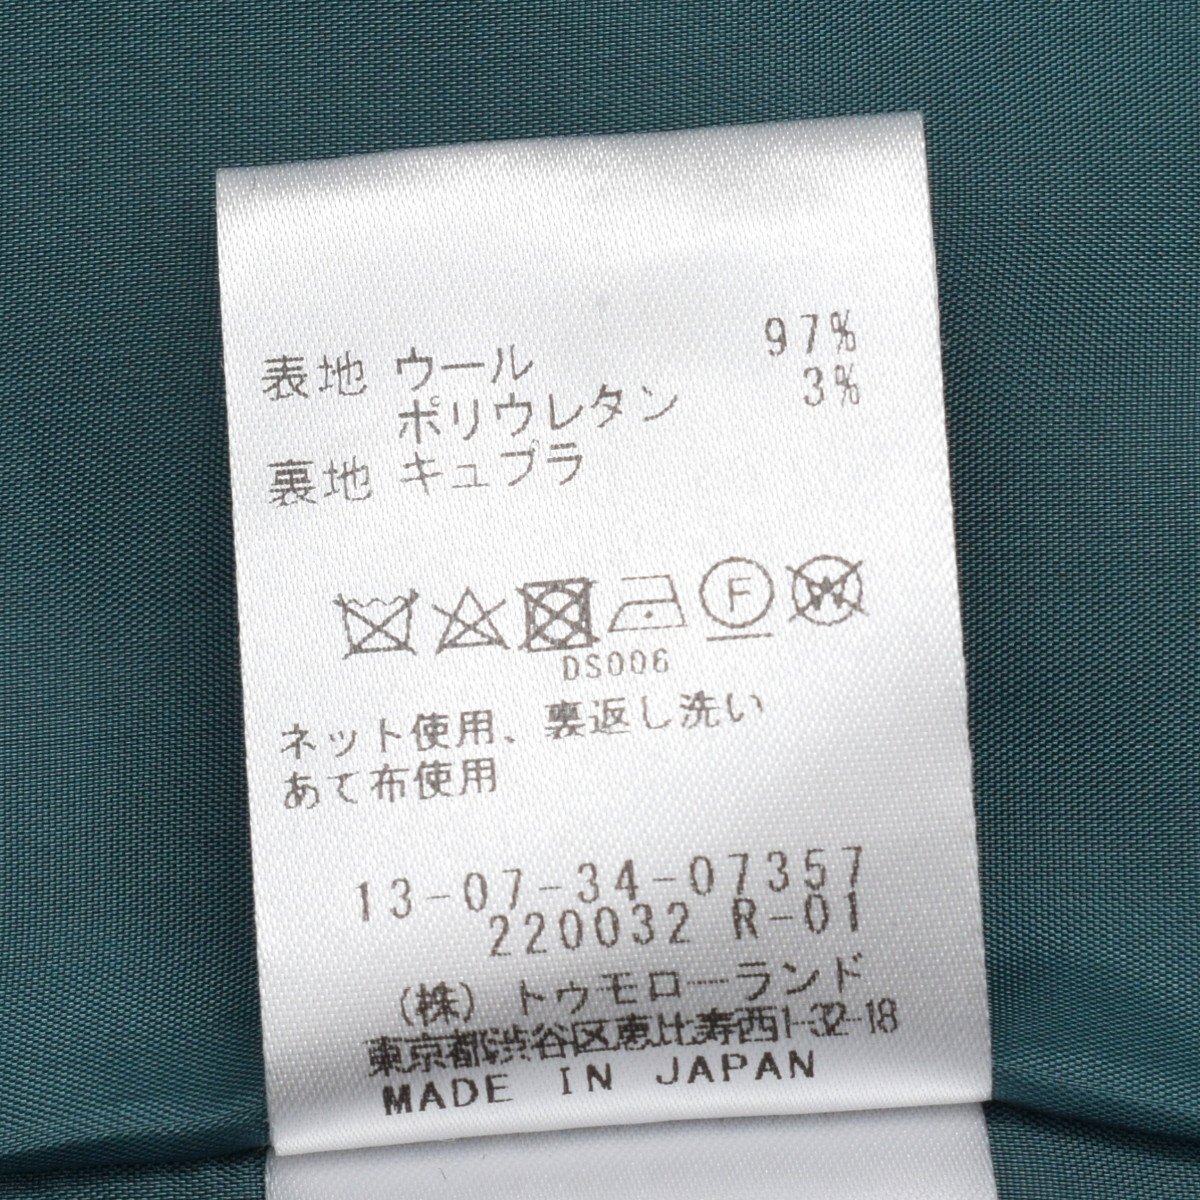 表地 ウール 97%
ポリウレタン 3%
裏地 キュプラ
F W
DS006
ネット使用、裏返し洗い
あて布使用
13-07-34-07357
220032 R-01
(株) トゥモローランド
東京都渋谷区恵比寿西1-32-18
MADE IN JAPAN